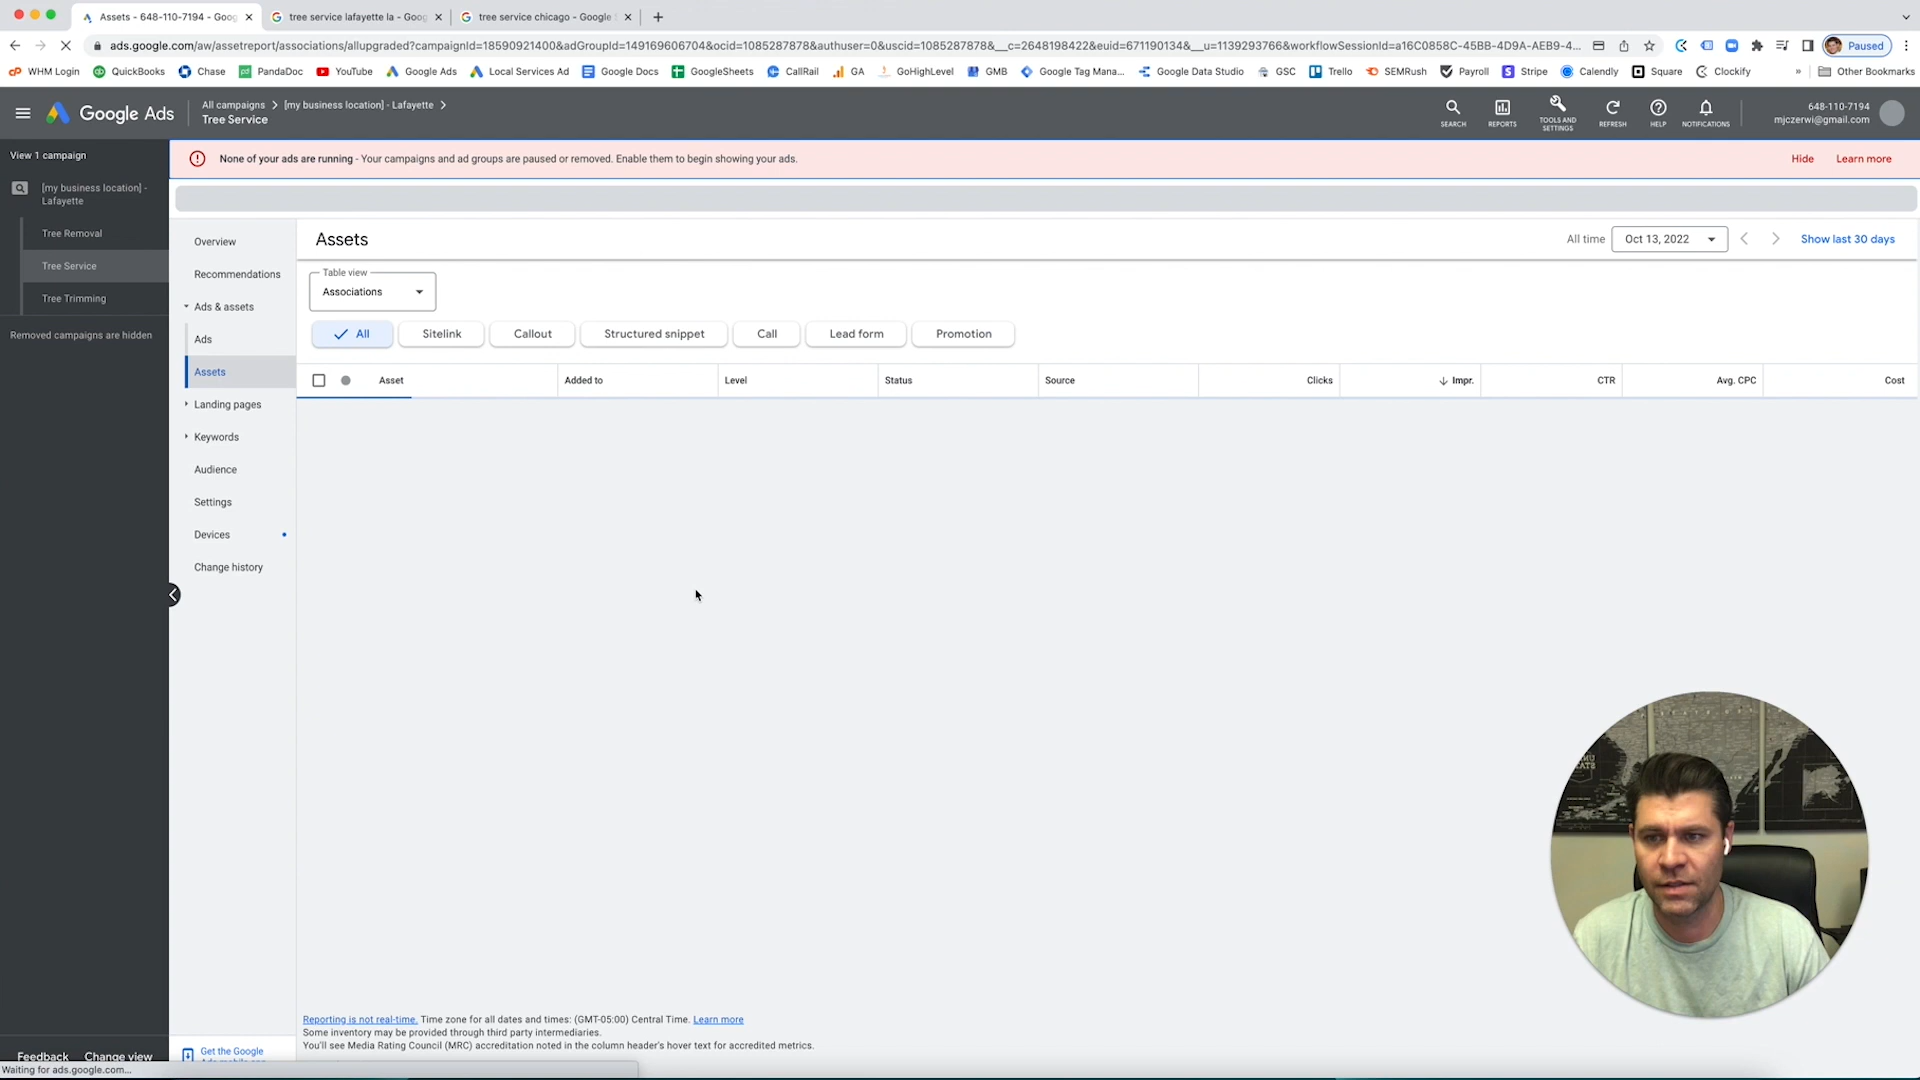 Assets - 648-110-7194 - Goog
tree service lafayette la - Goog
tree service chicago - Google
ads.google.com/aw/assetreport/associations/allupgraded?campaignId=18590921400&adGroupId=149169606704&ocid=1085287878&authuser=0&uscid=1085287878&__c=2648198422&euid=671190134&__u=1139293766&workflowSessionId=a16C0858C-45BB-4D9A-AEB9-4...
Paused
WHM Login
QuickBooks
Chase
PandaDoc
YouTube
Google Ads
Local Services Ad
Google Docs
GoogleSheets
CallRail
GA
GoHighLevel
GMB
Google Tag Mana...
Google Data Studio
GSC
Trello
SEMRush
Payroll
Stripe
Calendly
Square
Clockify
»
Other Bookmarks
Google Ads
All campaigns > [my business location] - Lafayette >
Tree Service
SEARCH
REPORTS
TOOLS AND SETTINGS
REFRESH
HELP
NOTIFICATIONS
648-110-7194
mjczerwi@gmail.com
View 1 campaign
[my business location] -
Lafayette
Tree Removal
Tree Service
Tree Trimming
Removed campaigns are hidden
None of your ads are running - Your campaigns and ad groups are paused or removed. Enable them to begin showing your ads.
Hide
Learn more
Overview
Recommendations
Ads & assets
Ads
Assets
Landing pages
Keywords
Audience
Settings
Devices
Change history
Assets
All time
Oct 13, 2022
Show last 30 days
Table view
Associations
All
Sitelink
Callout
Structured snippet
Call
Lead form
Promotion
Asset
Added to
Level
Status
Source
Clicks
Impr.
CTR
Avg. CPC
Cost
Reporting is not real-time. Time zone for all dates and times: (GMT-05:00) Central Time. Learn more
Some inventory may be provided through third party intermediaries.
You'll see Media Rating Council (MRC) accreditation noted in the column header's hover text for accredited metrics.
Feedback
Change view
Get the Google
Waiting for ads.google.com...